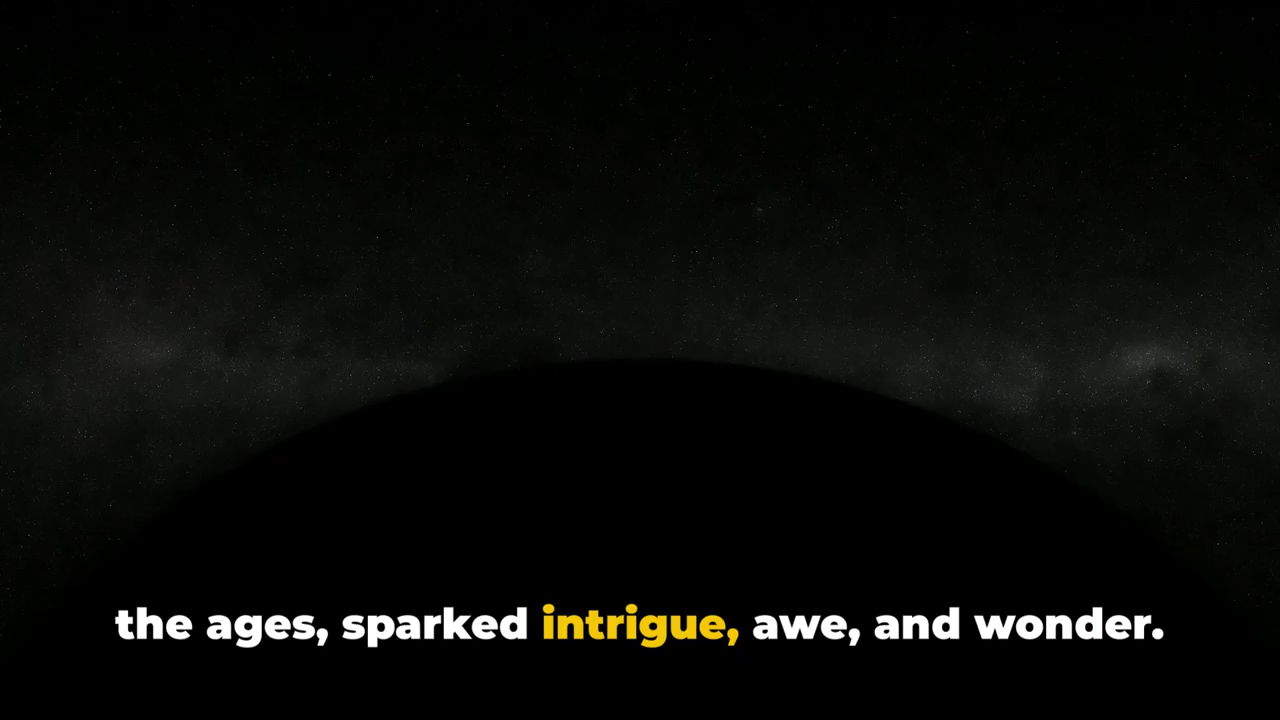 the ages, sparked intrigue, awe, and wonder.